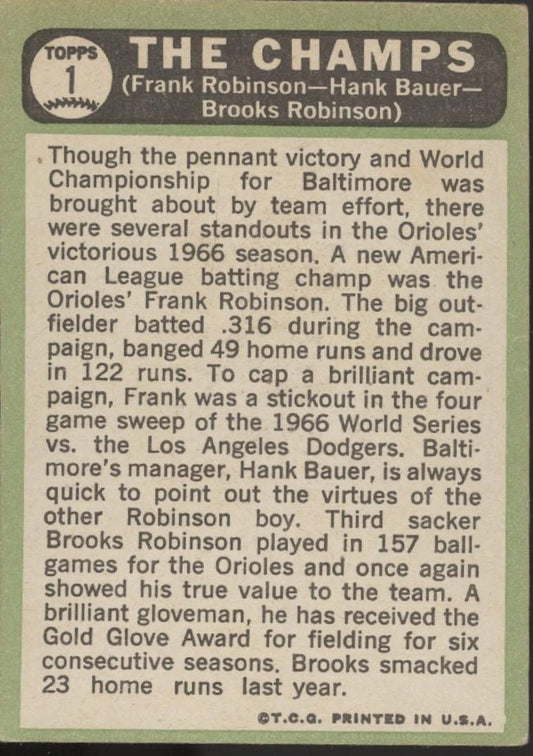 TOPPS
1
THE CHAMPS
(Frank Robinson—Hank Bauer—
Brooks Robinson)
Though the pennant victory and World
Championship for Baltimore was
brought about by team effort, there
were several standouts in the Orioles'
victorious 1966 season. A new Ameri-
can League batting champ was the
Orioles' Frank Robinson. The big out-
fielder batted .316 during the cam-
paign, banged 49 home runs and drove
in 122 runs. To cap a brilliant cam-
paign, Frank was a stickout in the four
game sweep of the 1966 World Series
vs. the Los Angeles Dodgers. Balti-
more's manager, Hank Bauer, is always
quick to point out the virtues of the
other Robinson boy. Third sacker
Brooks Robinson played in 157 ball-
games for the Orioles and once again
showed his true value to the team. A
brilliant gloveman, he has received the
Gold Glove Award for fielding for six
consecutive seasons. Brooks smacked
23 home runs last year.
©T.C.G. PRINTED IN U.S.A.